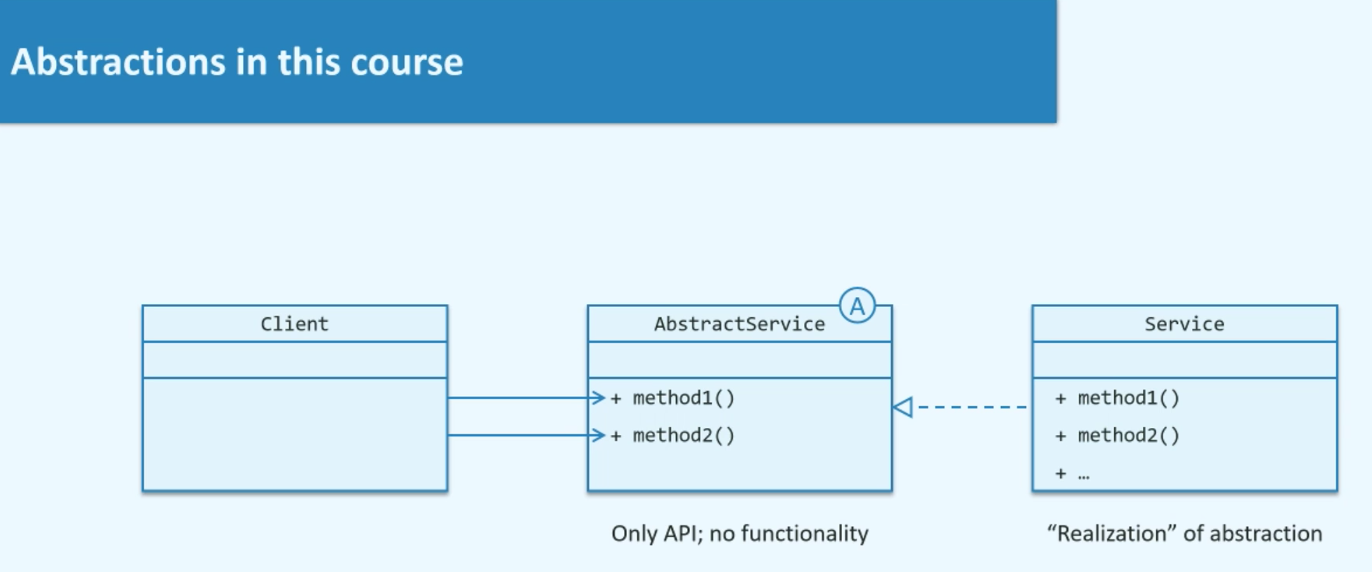 Abstractions in this course
Client
A
AbstractService
+ method1()
+ method2()
Service
+ method1()
+ method2()
+ …
Only API; no functionality
“Realization” of abstraction